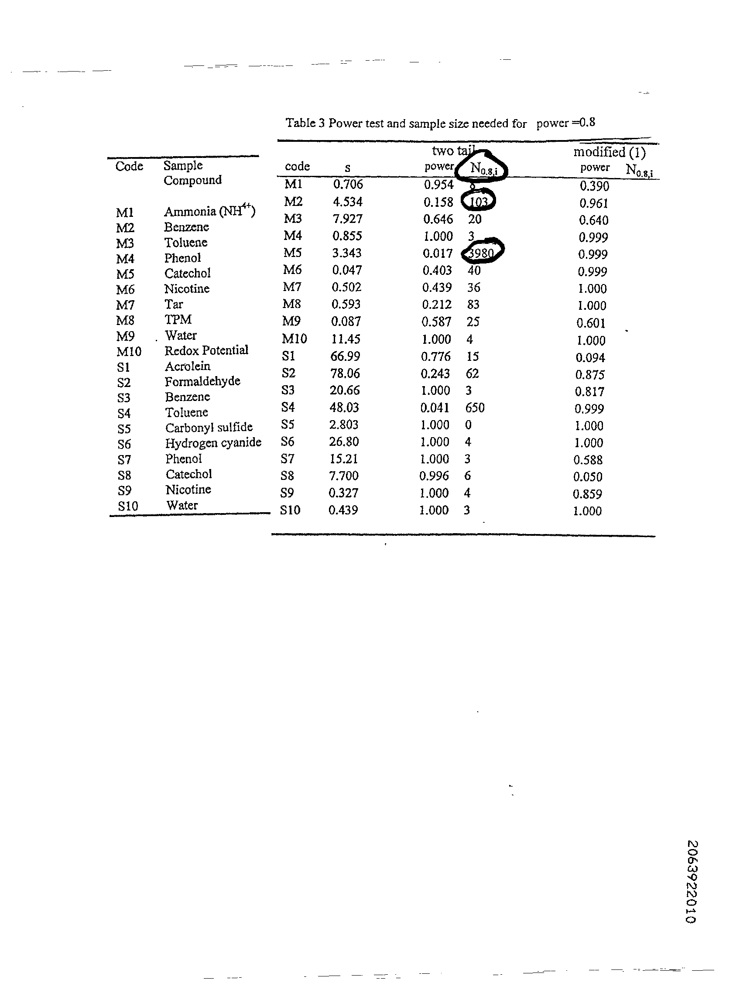 Table 3 Power test and sample size needed for power =0.8
two tail modified (1)
Code Sample code s power N0.8,i power N0.8,i
Compound M1 0.706 0.954 0.390
M2 4.534 0.158 103 0.961
M1 Ammonia (NH4+) M3 7.927 0.646 20 0.640
M2 Benzene M4 0.855 1.000 3 0.999
M3 Toluene M5 3.343 0.017 3980 0.999
M4 Phenol M6 0.047 0.403 40 0.999
M5 Catechol M7 0.502 0.439 36 1.000
M6 Nicotine M8 0.593 0.212 83 1.000
M7 Tar M9 0.087 0.587 25 0.601
M8 TPM M10 11.45 1.000 4 1.000
M9 Water S1 66.99 0.776 15 0.094
M10 Redox Potential S2 78.06 0.243 62 0.875
S1 Acrolein S3 20.66 1.000 3 0.817
S2 Formaldehyde S4 48.03 0.041 650 0.999
S3 Benzene S5 2.803 1.000 0 1.000
S4 Toluene S6 26.80 1.000 4 1.000
S5 Carbonyl sulfide S7 15.21 1.000 3 0.588
S6 Hydrogen cyanide S8 7.700 0.996 6 0.050
S7 Phenol S9 0.327 1.000 4 0.859
S8 Catechol S10 0.439 1.000 3 1.000
S9 Nicotine
S10 Water
2063922010